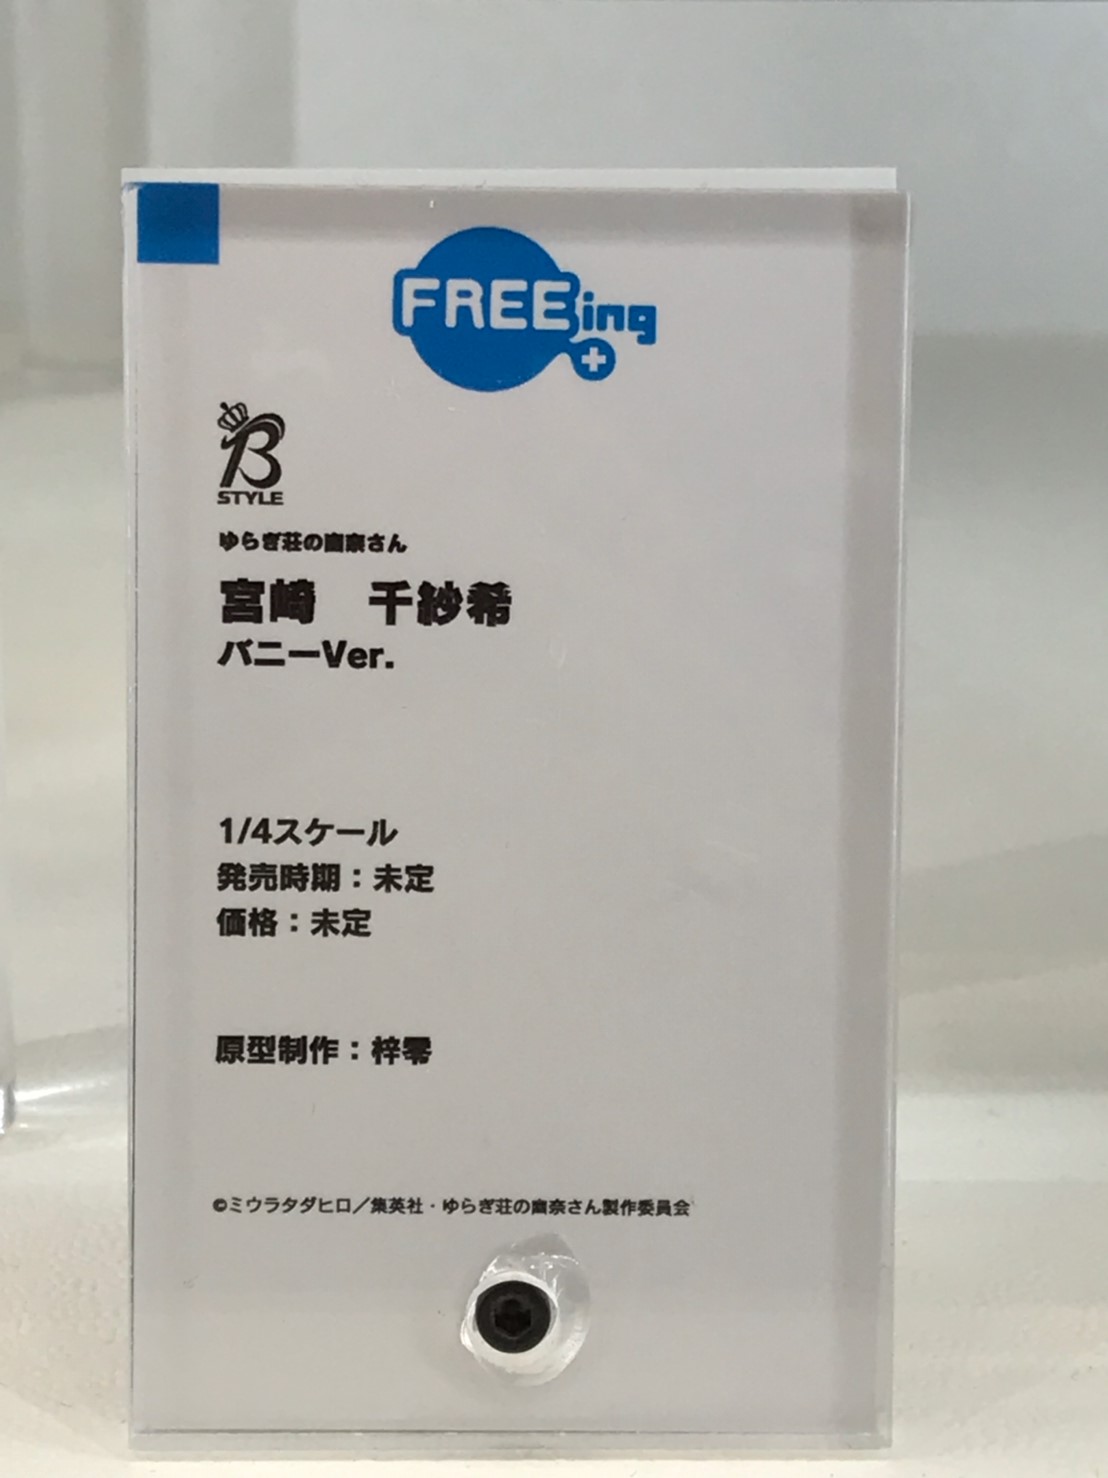 FREEing
B
STYLE
ゆらぎ荘の幽奈さん
宮崎　千紗希
バニーVer.
1/4スケール
発売時期：未定
価格：未定
原型制作：梓零
©ミウラタダヒロ／集英社・ゆらぎ荘の幽奈さん製作委員会